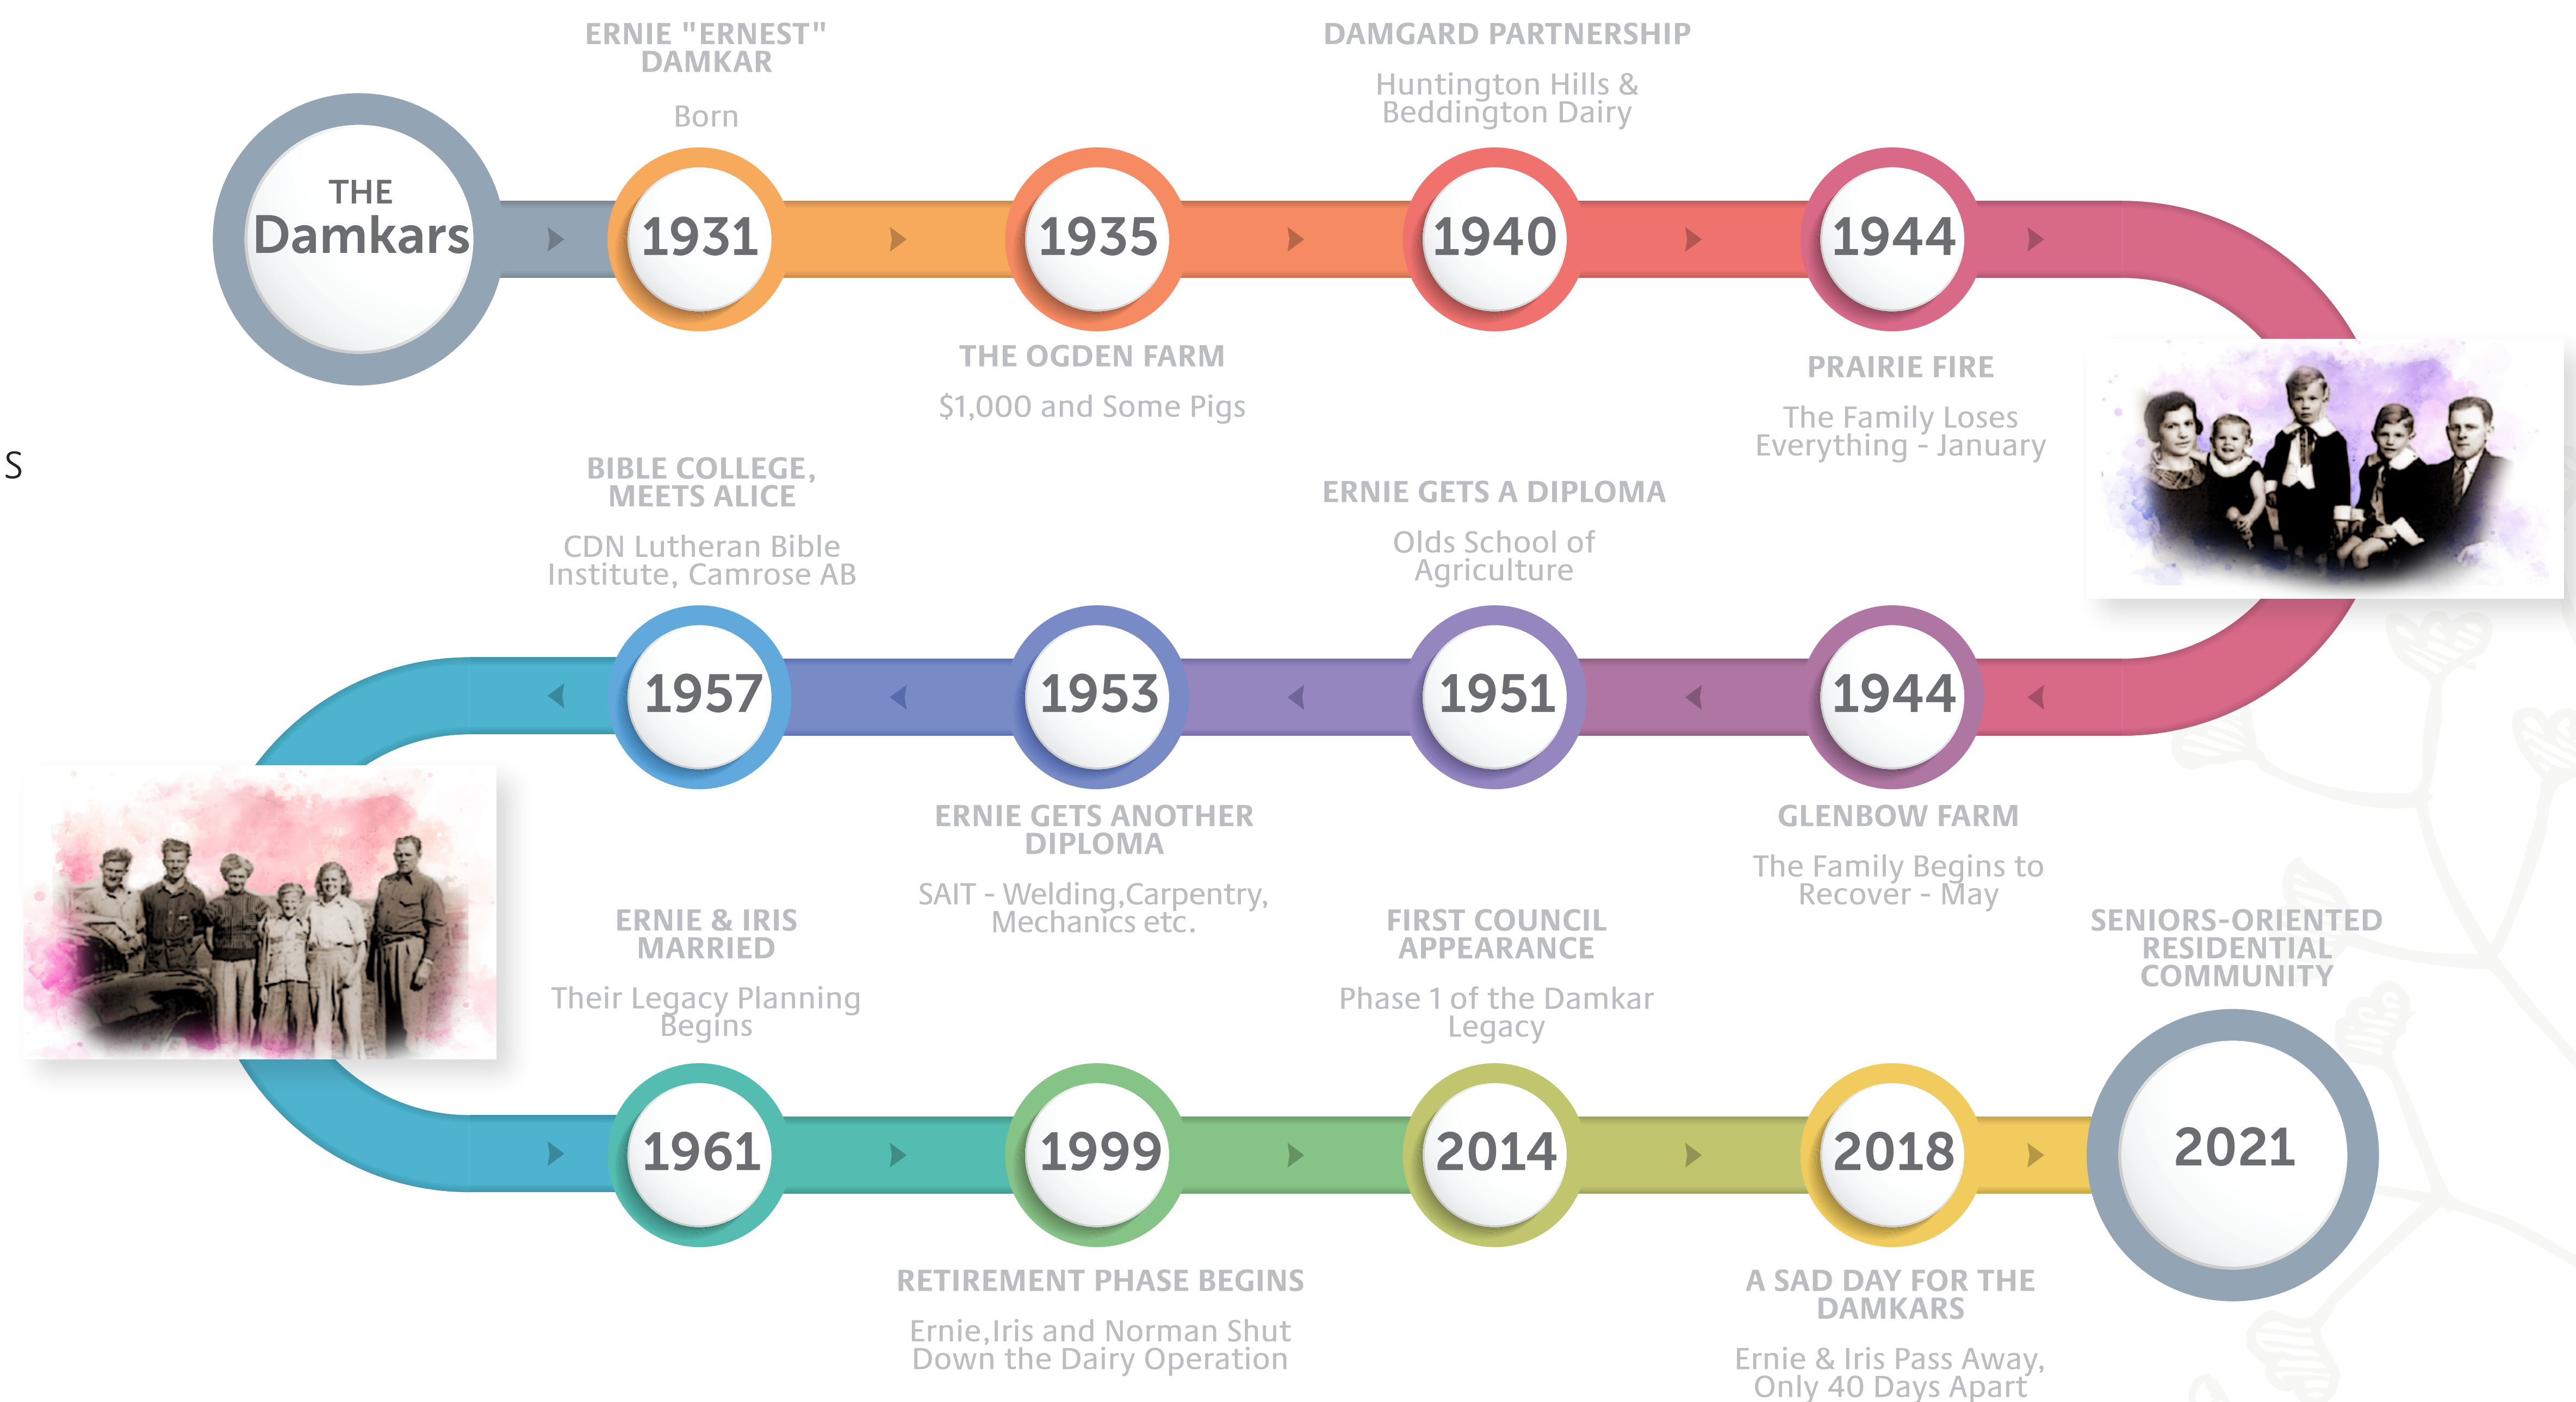 THE
Damkars
ERNIE "ERNEST"
DAMKAR
Born
1931
1935
THE OGDEN FARM
$1,000 and Some Pigs
DAMGARD PARTNERSHIP
Huntington Hills &
Beddington Dairy
1940
1944
PRAIRIE FIRE
The Family Loses
Everything - January
S
1944
GLENBOW FARM
The Family Begins to
Recover - May
ERNIE GETS A DIPLOMA
Olds School of
Agriculture
1951
1953
ERNIE GETS ANOTHER
DIPLOMA
SAIT - Welding,Carpentry,
Mechanics etc.
BIBLE COLLEGE,
MEETS ALICE
CDN Lutheran Bible
Institute, Camrose AB
1957
ERNIE & IRIS
MARRIED
Their Legacy Planning
Begins
1961
1999
RETIREMENT PHASE BEGINS
Ernie,Iris and Norman Shut
Down the Dairy Operation
FIRST COUNCIL
APPEARANCE
Phase 1 of the Damkar
Legacy
2014
2018
A SAD DAY FOR THE
DAMKARS
Ernie & Iris Pass Away,
Only 40 Days Apart
SENIORS-ORIENTED
RESIDENTIAL
COMMUNITY
2021